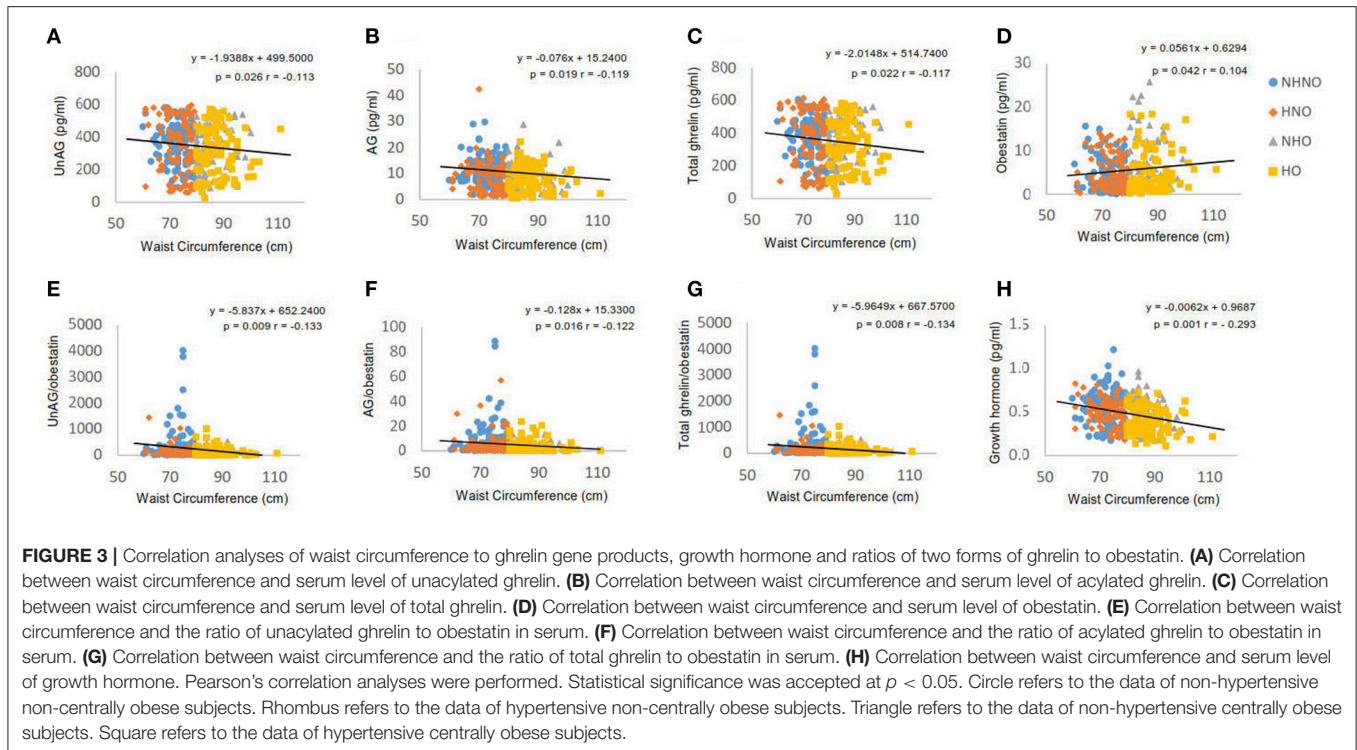 A
y = -1.9388x + 499.5000
p = 0.026 r = -0.113
UnAG (pg/ml)
800
600
400
200
0
50 70 90 110
Waist Circumference (cm)
B
y = -0.076x + 15.2400
p = 0.019 r = -0.119
AG (pg/ml)
50
40
30
20
10
0
50 70 90 110
Waist Circumference (cm)
C
y = -2.0148x + 514.7400
p = 0.022 r = -0.117
Total ghrelin (pg/ml)
800
600
400
200
0
50 70 90 110
Waist Circumference (cm)
D
y = 0.0561x + 0.6294
p = 0.042 r = 0.104
Obestatin (pg/ml)
30
20
10
0
50 70 90 110
Waist Circumference (cm)
NHNO
HNO
NHO
HO
E
y = -5.837x + 652.2400
p = 0.009 r = -0.133
UnAG/obestatin
5000
4000
3000
2000
1000
0
50 70 90 110
Waist Circumference (cm)
F
y = -0.128x + 15.3300
p = 0.016 r = -0.122
AG/obestatin
100
80
60
40
20
0
50 70 90 110
Waist Circumference (cm)
G
y = -5.9649x + 667.5700
p = 0.008 r = -0.134
Total ghrelin/obestatin
5000
4000
3000
2000
1000
0
50 70 90 110
Waist Circumference (cm)
H
y = -0.0062x + 0.9687
p = 0.001 r = - 0.293
Growth hormone (pg/ml)
1.5
1.0
0.5
0.0
50 70 90 110
Waist Circumference (cm)
FIGURE 3 | Correlation analyses of waist circumference to ghrelin gene products, growth hormone and ratios of two forms of ghrelin to obestatin. (A) Correlation
between waist circumference and serum level of unacylated ghrelin. (B) Correlation between waist circumference and serum level of acylated ghrelin. (C) Correlation
between waist circumference and serum level of total ghrelin. (D) Correlation between waist circumference and serum level of obestatin. (E) Correlation between waist
circumference and the ratio of unacylated ghrelin to obestatin in serum. (F) Correlation between waist circumference and the ratio of acylated ghrelin to obestatin in
serum. (G) Correlation between waist circumference and the ratio of total ghrelin to obestatin in serum. (H) Correlation between waist circumference and serum level
of growth hormone. Pearson's correlation analyses were performed. Statistical significance was accepted at p < 0.05. Circle refers to the data of non-hypertensive
non-centrally obese subjects. Rhombus refers to the data of hypertensive non-centrally obese subjects. Triangle refers to the data of non-hypertensive centrally obese
subjects. Square refers to the data of hypertensive centrally obese subjects.